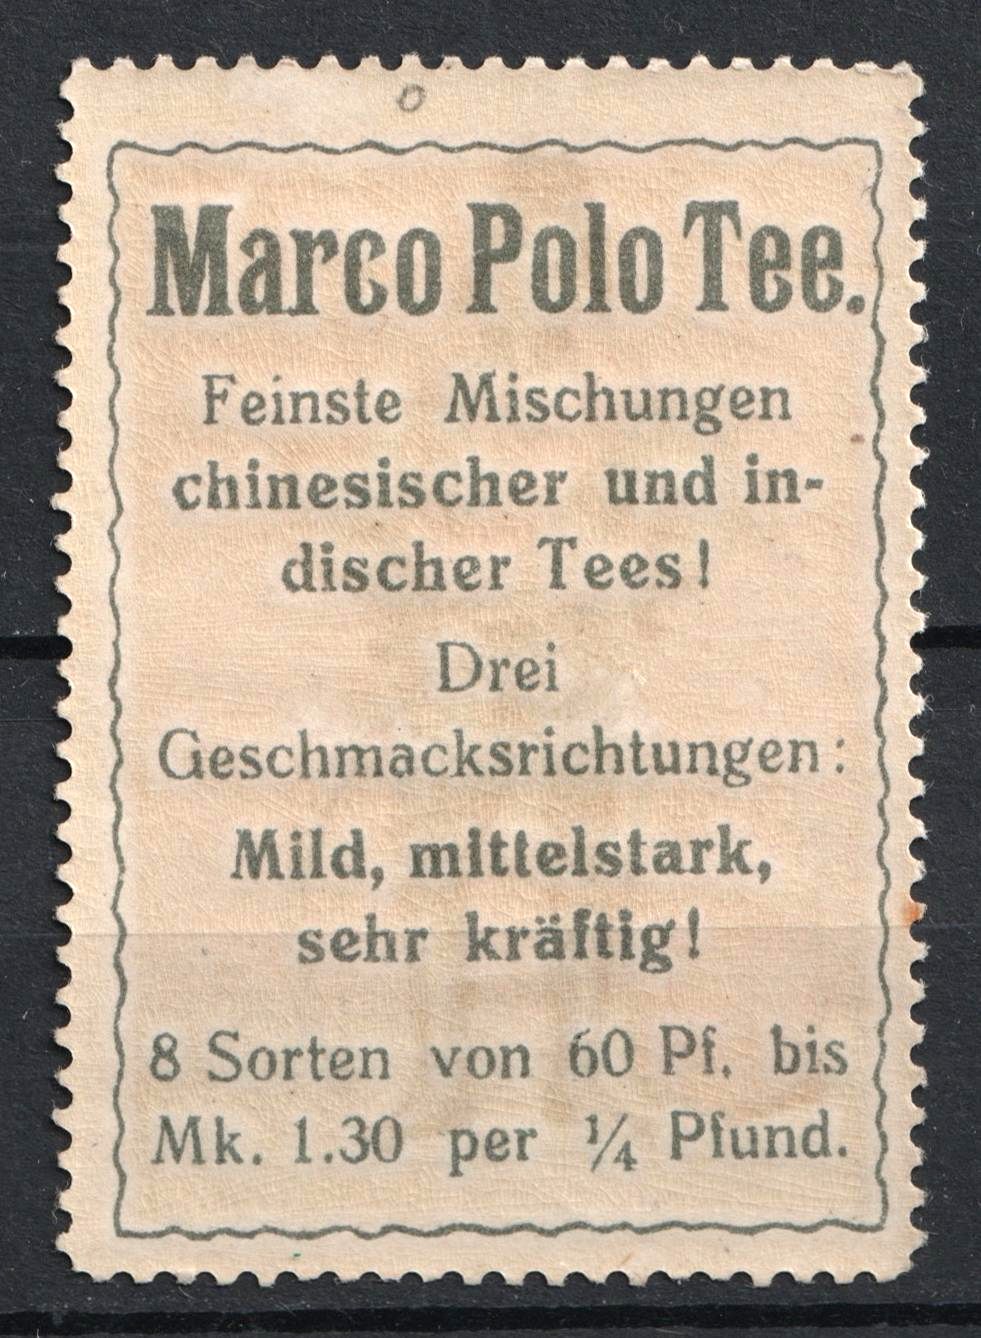 Marco Polo Tee.
Feinste Mischungen
chinesischer und in-
discher Tees!
Drei
Geschmacksrichtungen:
Mild, mittelstark,
sehr kräftig!
8 Sorten von 60 Pf. bis
Mk. 1.30 per ¼ Pfund.